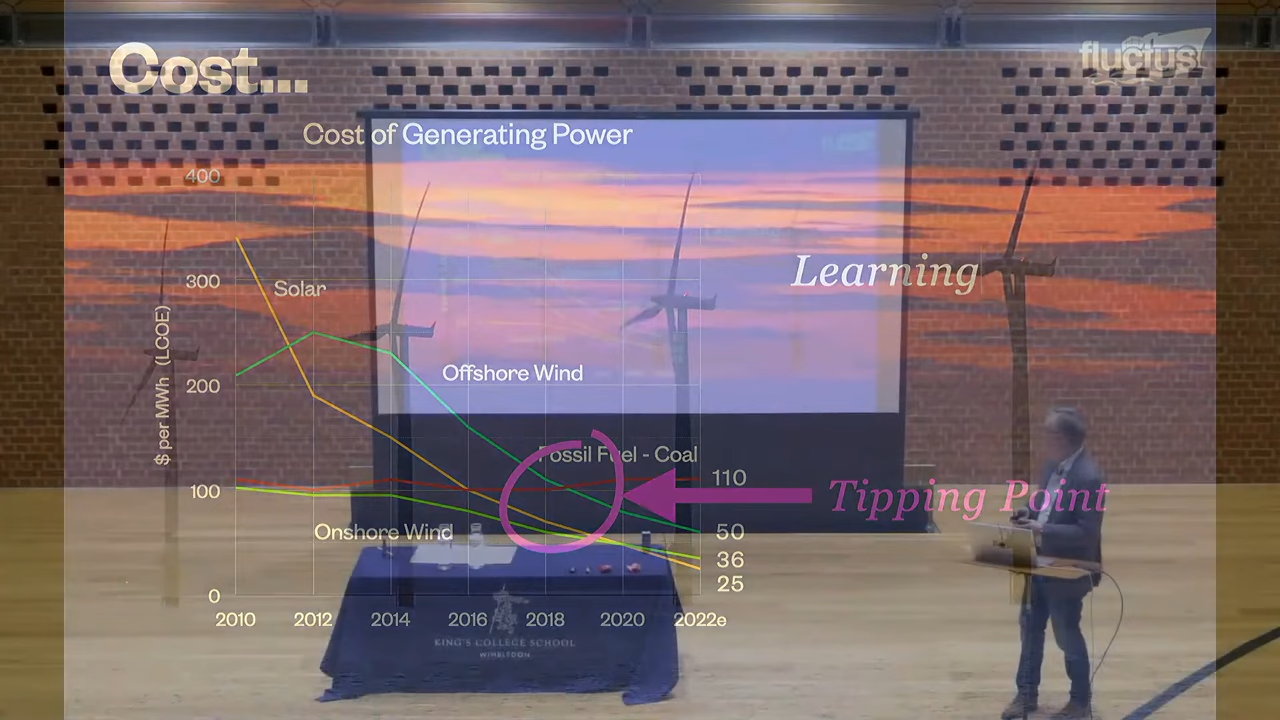 Cost...
fluctus
Cost of Generating Power
400
300
200
100
0
$ per MWh (LCOE)
Solar
Offshore Wind
Fossil Fuel - Coal
Onshore Wind
110
50
36
25
2010
2012
2014
2016
2018
2020
2022e
Learning
Tipping Point
KING'S COLLEGE SCHOOL
WIMBLEDON